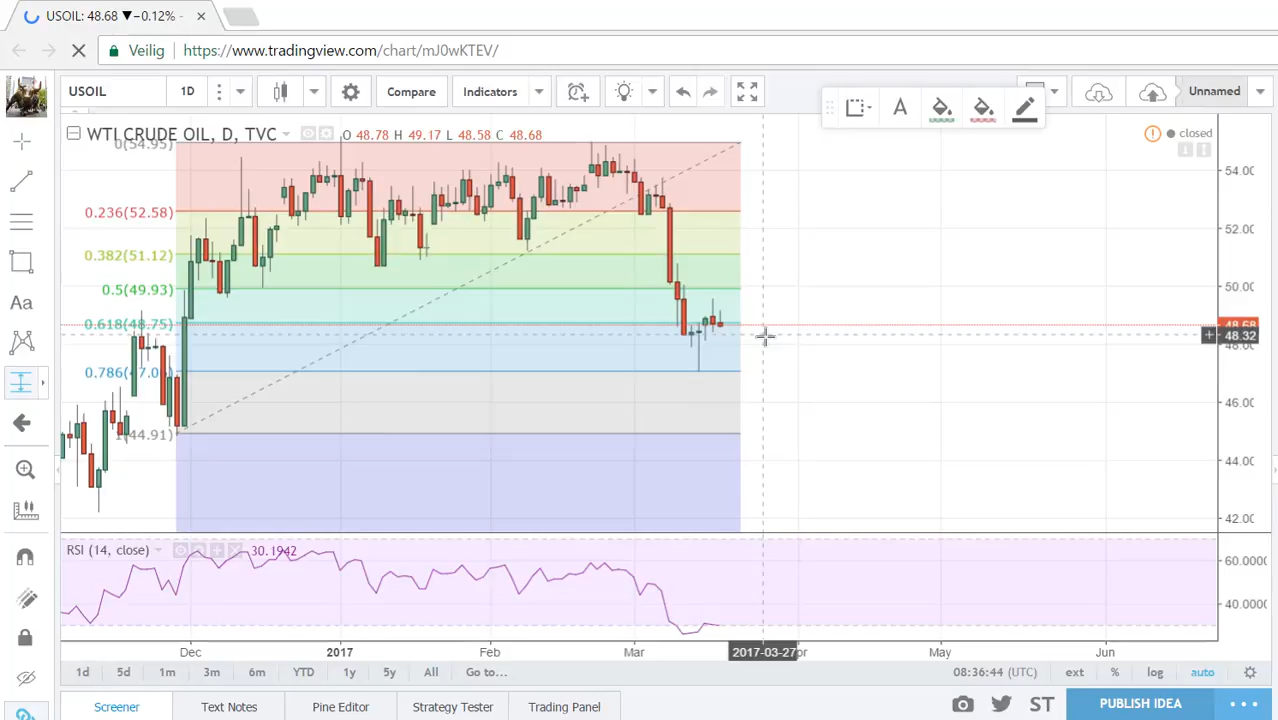 USOIL: 48.68 ▼−0.12%
Veilig https://www.tradingview.com/chart/mJ0wKTEV/
USOIL 1D Compare Indicators Unnamed
WTI CRUDE OIL, D, TVC O 48.78 H 49.17 L 48.58 C 48.68
closed
0(54.95)
54.00
0.236(52.58)
52.00
0.382(51.12)
0.5(49.93)
50.00
0.618(48.75)
48.68
48.32
48.00
0.786(47.0
46.00
1(44.91)
44.00
42.00
RSI (14, close) 30.1942
60.0000
40.0000
Dec 2017 Feb Mar 2017-03-27 pr May Jun
1d 5d 1m 3m 6m YTD 1y 5y All Go to... 08:36:44 (UTC) ext % log auto
Screener Text Notes Pine Editor Strategy Tester Trading Panel ST PUBLISH IDEA
Aa
A